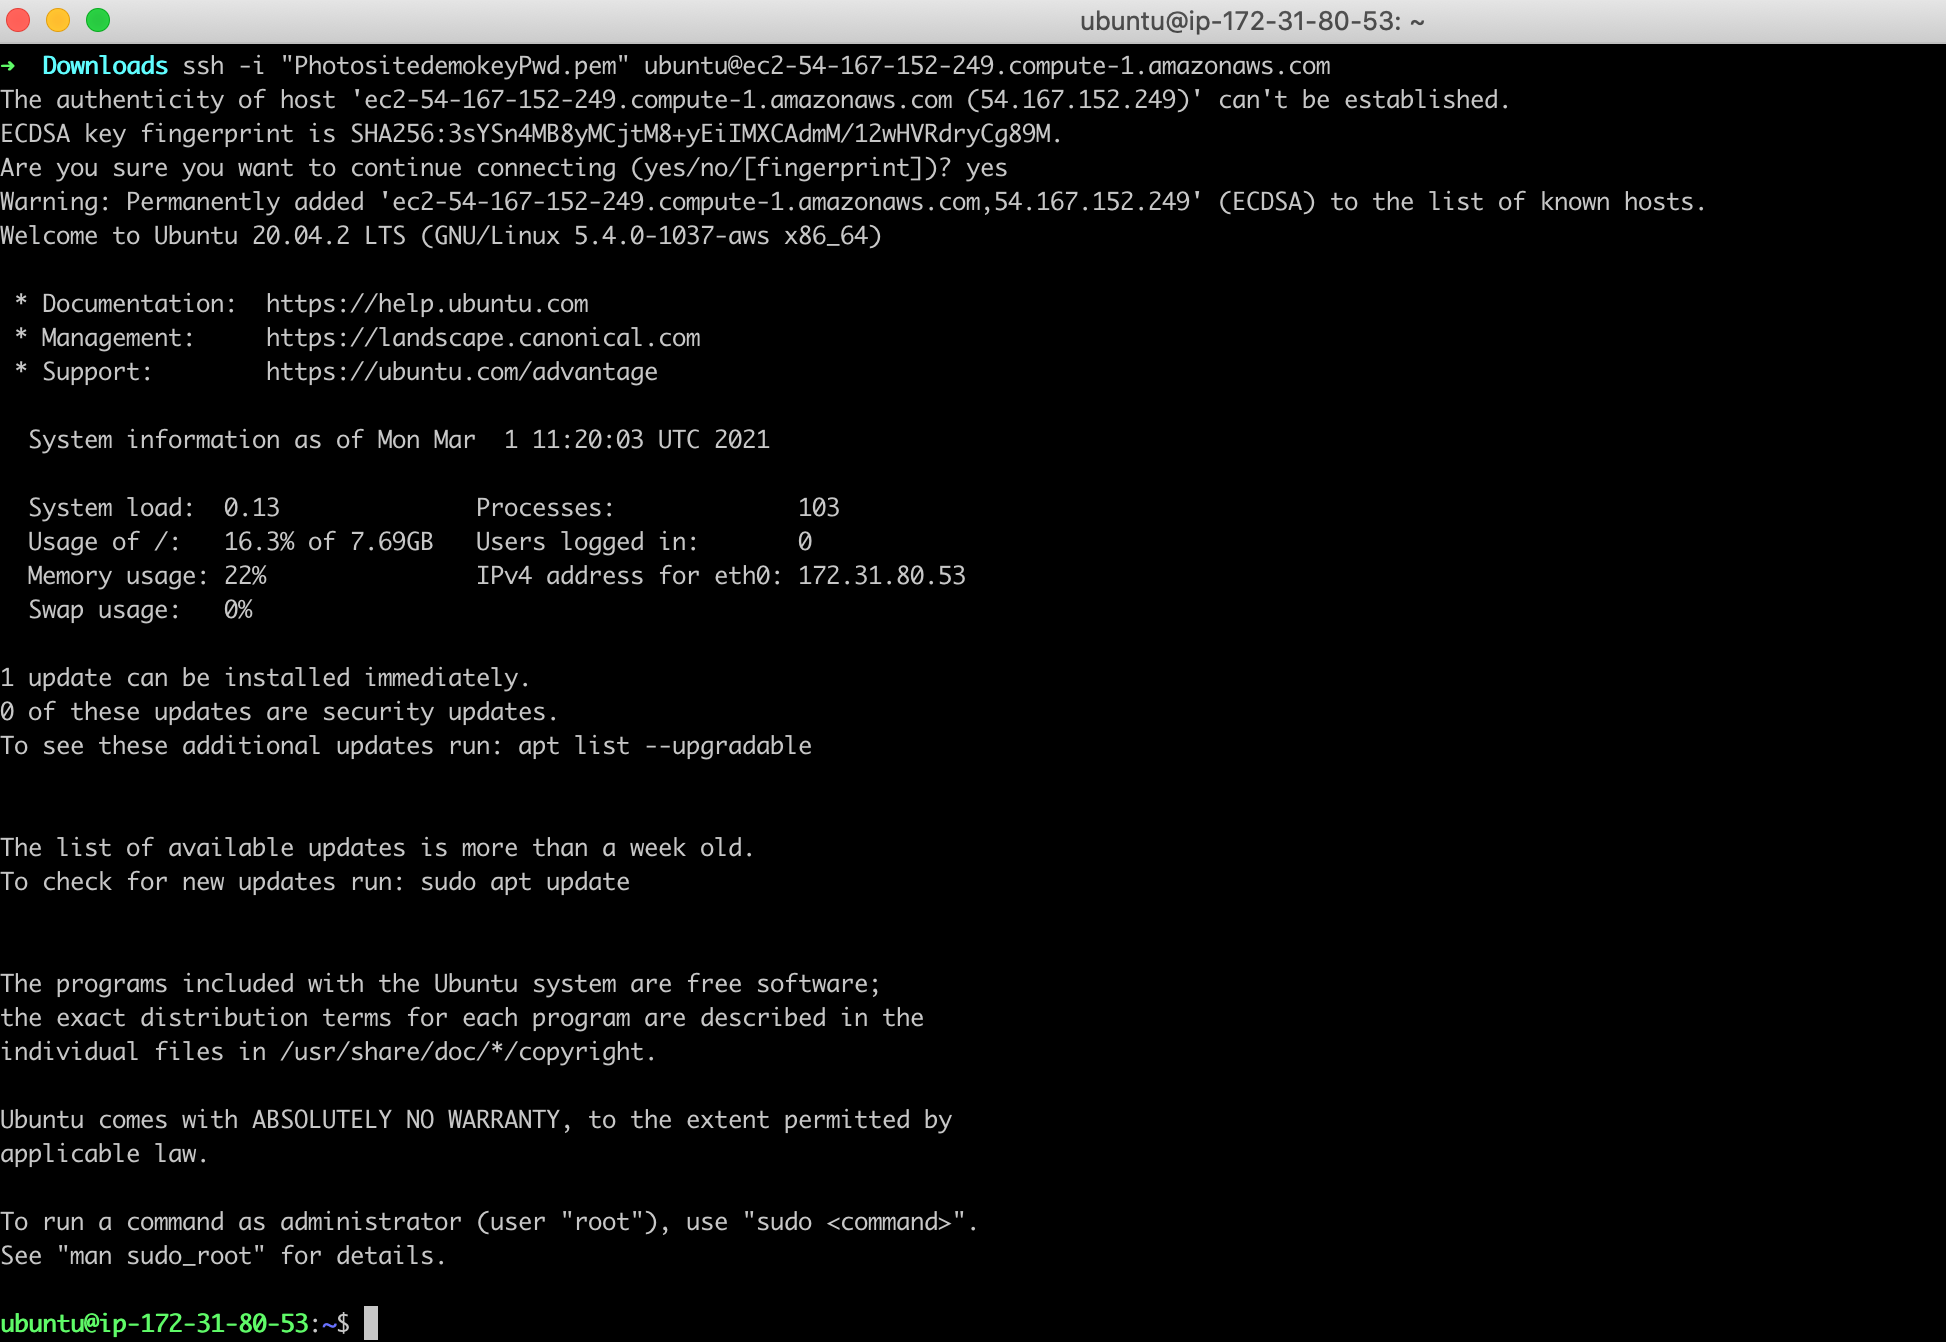 ubuntu@ip-172-31-80-53: ~
→  Downloads ssh -i "PhotositedemokeyPwd.pem" ubuntu@ec2-54-167-152-249.compute-1.amazonaws.com
The authenticity of host 'ec2-54-167-152-249.compute-1.amazonaws.com (54.167.152.249)' can't be established.
ECDSA key fingerprint is SHA256:3sYSn4MB8yMCjtM8+yEiIMXCAdmM/12wHVRdryCg89M.
Are you sure you want to continue connecting (yes/no/[fingerprint])? yes
Warning: Permanently added 'ec2-54-167-152-249.compute-1.amazonaws.com,54.167.152.249' (ECDSA) to the list of known hosts.
Welcome to Ubuntu 20.04.2 LTS (GNU/Linux 5.4.0-1037-aws x86_64)
 * Documentation:  https://help.ubuntu.com
 * Management:     https://landscape.canonical.com
 * Support:        https://ubuntu.com/advantage
  System information as of Mon Mar  1 11:20:03 UTC 2021
  System load:  0.13              Processes:             103
  Usage of /:   16.3% of 7.69GB   Users logged in:       0
  Memory usage: 22%               IPv4 address for eth0: 172.31.80.53
  Swap usage:   0%
1 update can be installed immediately.
0 of these updates are security updates.
To see these additional updates run: apt list --upgradable
The list of available updates is more than a week old.
To check for new updates run: sudo apt update
The programs included with the Ubuntu system are free software;
the exact distribution terms for each program are described in the
individual files in /usr/share/doc/*/copyright.
Ubuntu comes with ABSOLUTELY NO WARRANTY, to the extent permitted by
applicable law.
To run a command as administrator (user "root"), use "sudo <command>".
See "man sudo_root" for details.
ubuntu@ip-172-31-80-53:~$